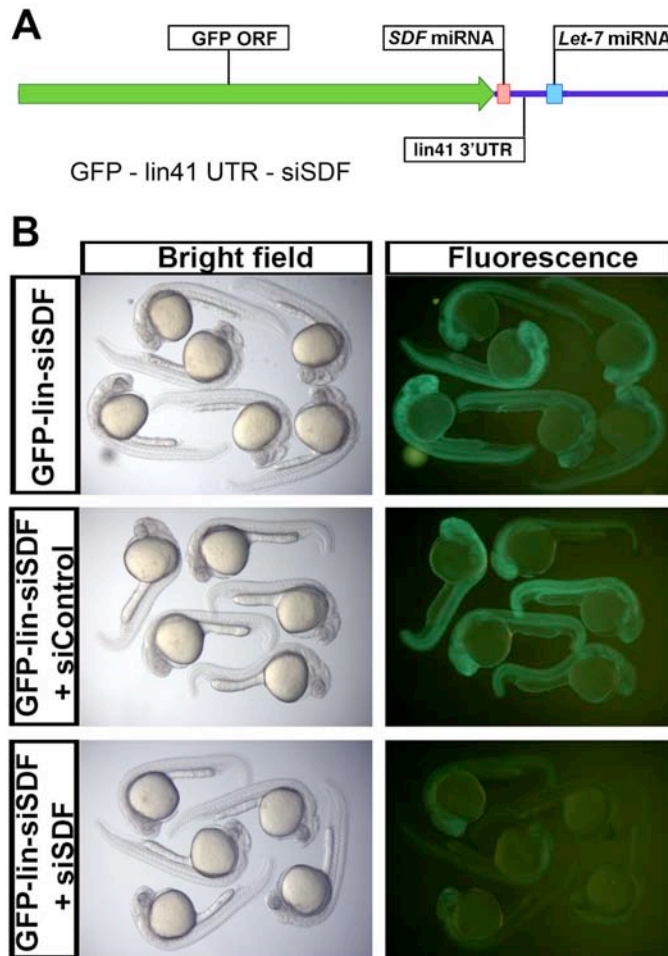 A
GFP ORF
SDF miRNA
Let-7 miRNA
lin41 3'UTR
GFP - lin41 UTR - siSDF
B
Bright field
Fluorescence
GFP-lin-siSDF
GFP-lin-siSDF
+ siControl
GFP-lin-siSDF
+ siSDF